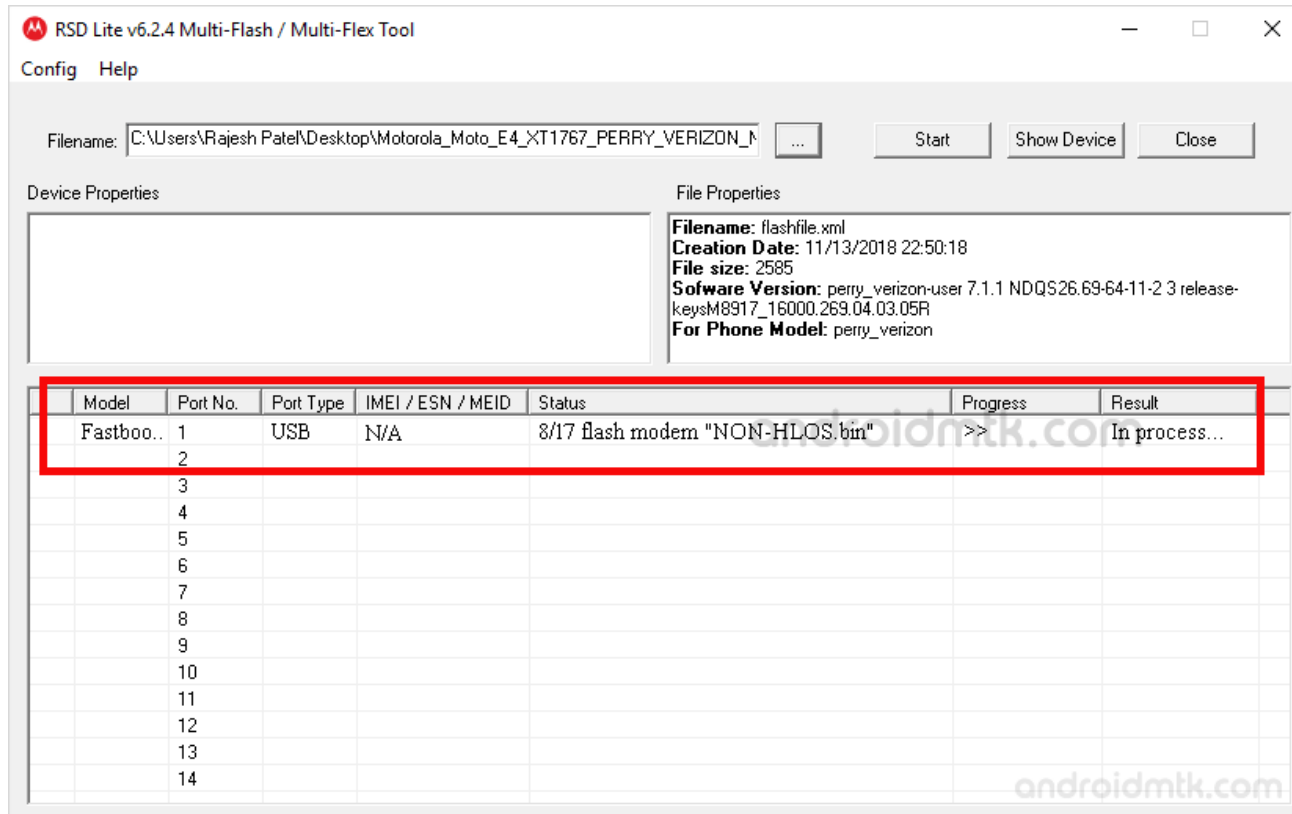 RSD Lite v6.2.4 Multi-Flash / Multi-Flex Tool
Config Help
Filename: C:\Users\Rajesh Patel\Desktop\Motorola_Moto_E4_XT1767_PERRY_VERIZON_N ... Start Show Device Close
Device Properties File Properties
Filename: flashfile.xml
Creation Date: 11/13/2018 22:50:18
File size: 2585
Sofware Version: perry_verizon-user 7.1.1 NDQS26.69-64-11-2 3 release-
keysM8917_16000.269.04.03.05R
For Phone Model: perry_verizon
Model Port No. Port Type IMEI / ESN / MEID Status Progress Result
androidmtk.com
Fastboo.. 1 USB N/A 8/17 flash modem "NON-HLOS.bin" >> In process...
2
3
4
5
6
7
8
9
10
11
12
13
14
androidmtk.com